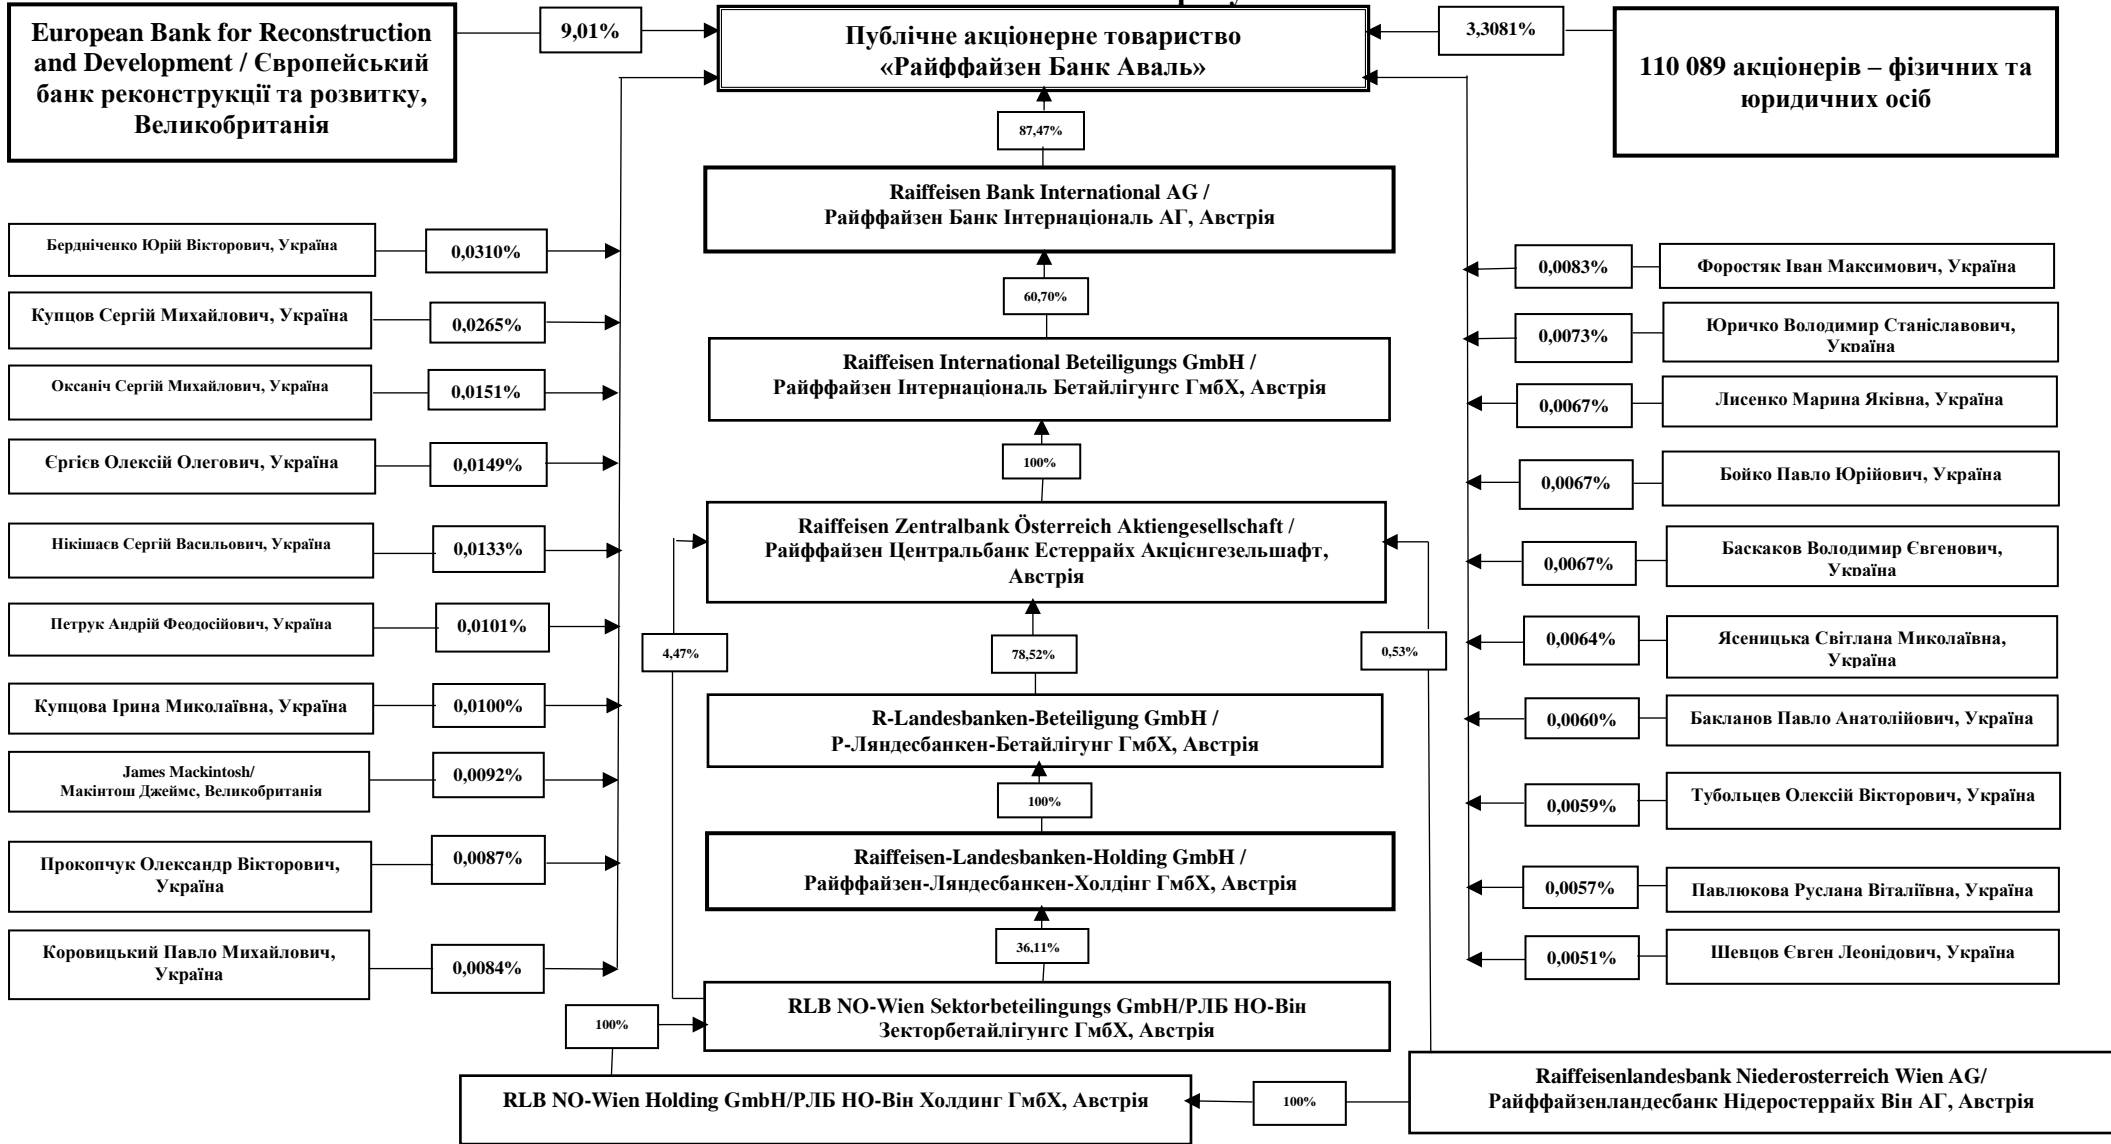 European Bank for Reconstruction
and Development / Європейський
банк реконструкції та розвитку,
Великобританія
9,01%
Публічне акціонерне товариство
«Райффайзен Банк Аваль»
3,3081%
110 089 акціонерів – фізичних та
юридичних осіб
87,47%
Raiffeisen Bank International AG /
Райффайзен Банк Інтернаціональ АГ, Австрія
60,70%
Raiffeisen International Beteiligungs GmbH /
Райффайзен Інтернаціональ Бетайлігунгс ГмбХ, Австрія
100%
Raiffeisen Zentralbank Österreich Aktiengesellschaft /
Райффайзен Центральбанк Естеррайх Акцієнгезельшафт,
Австрія
4,47%
78,52%
0,53%
R-Landesbanken-Beteiligung GmbH /
Р-Ляндесбанкен-Бетайлігунг ГмбХ, Австрія
100%
Raiffeisen-Landesbanken-Holding GmbH /
Райффайзен-Ляндесбанкен-Холдінг ГмбХ, Австрія
36,11%
RLB NO-Wien Sektorbeteilingungs GmbH/РЛБ НО-Він
Зекторбетайлігунгс ГмбХ, Австрія
100%
RLB NO-Wien Holding GmbH/РЛБ НО-Він Холдинг ГмбХ, Австрія
100%
Raiffeisenlandesbank Niederosterreich Wien AG/
Райффайзенландесбанк Нідеростеррайх Він АГ, Австрія
Бердніченко Юрій Вікторович, Україна
0,0310%
Купцов Сергій Михайлович, Україна
0,0265%
Оксаніч Сергій Михайлович, Україна
0,0151%
Єргієв Олексій Олегович, Україна
0,0149%
Нікішаєв Сергій Васильович, Україна
0,0133%
Петрук Андрій Феодосійович, Україна
0,0101%
Купцова Ірина Миколаївна, Україна
0,0100%
James Mackintosh/
Макінтош Джеймс, Великобританія
0,0092%
Прокопчук Олександр Вікторович,
Україна
0,0087%
Коровицький Павло Михайлович,
Україна
0,0084%
0,0083%
Форостяк Іван Максимович, Україна
0,0073%
Юричко Володимир Станіславович,
Україна
0,0067%
Лисенко Марина Яківна, Україна
0,0067%
Бойко Павло Юрійович, Україна
0,0067%
Баскаков Володимир Євгенович,
Україна
0,0064%
Ясеницька Світлана Миколаївна,
Україна
0,0060%
Бакланов Павло Анатолійович, Україна
0,0059%
Тубольцев Олексій Вікторович, Україна
0,0057%
Павлюкова Руслана Віталіївна, Україна
0,0051%
Шевцов Євген Леонідович, Україна